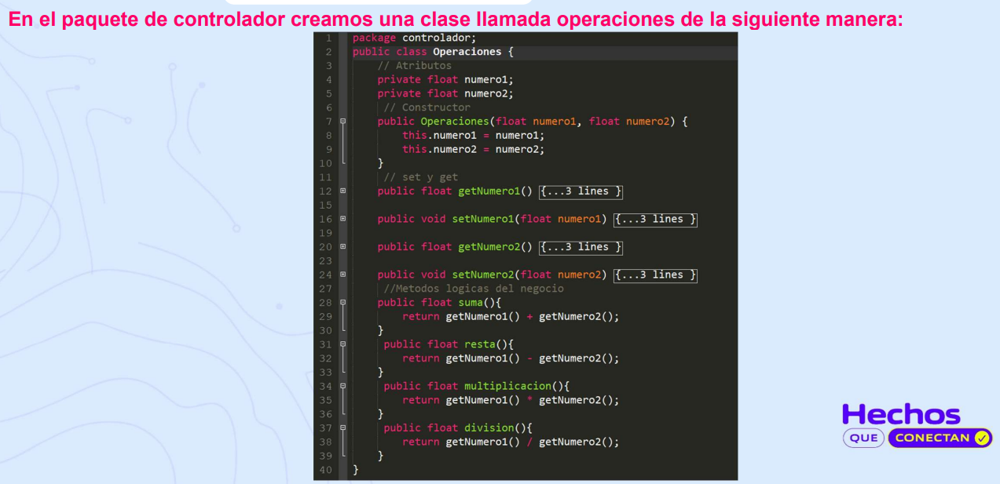 En el paquete de controlador creamos una clase llamada operaciones de la siguiente manera:
1 package controlador;
2 public class Operaciones {
3 // Atributos
4 private float numero1;
5 private float numero2;
6 // Constructor
7 public Operaciones(float numero1, float numero2) {
8 this.numero1 = numero1;
9 this.numero2 = numero2;
10 }
11 // set y get
12 public float getNumero1() {...3 lines }
15
16 public void setNumero1(float numero1) {...3 lines }
19
20 public float getNumero2() {...3 lines }
23
24 public void setNumero2(float numero2) {...3 lines }
27 //Metodos logicas del negocio
28 public float suma(){
29 return getNumero1() + getNumero2();
30 }
31 public float resta(){
32 return getNumero1() - getNumero2();
33 }
34 public float multiplicacion(){
35 return getNumero1() * getNumero2();
36 }
37 public float division(){
38 return getNumero1() / getNumero2();
39 }
40 }
Hechos
QUE CONECTAN